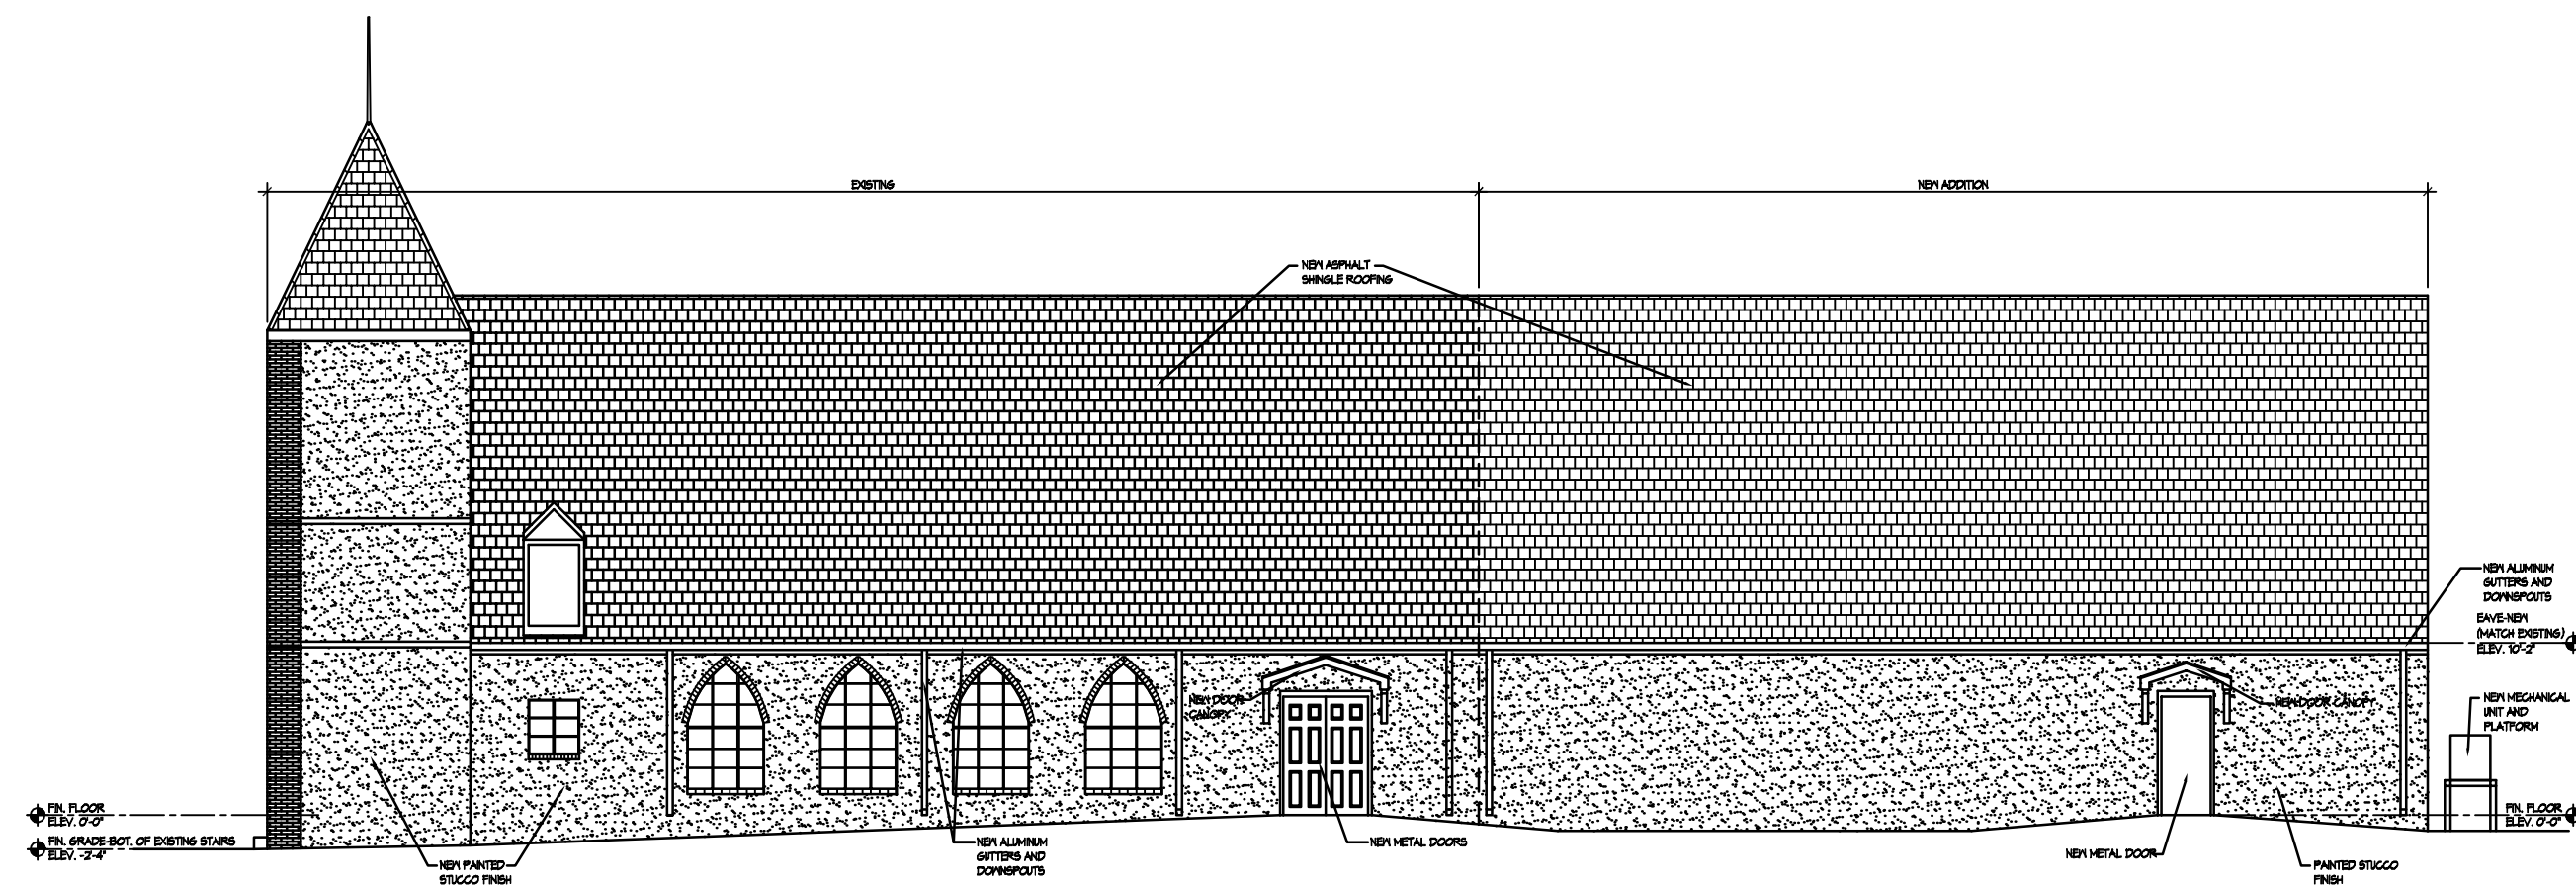 EXISTING
NEW ADDITION
NEW ASPHALT
SHINGLE ROOFING
NEW ALUMINUM
GUTTERS AND
DOWNSPOUTS
EAVE-NEW
(MATCH EXISTING)
ELEV. 10'-2"
NEW DOOR
CANOPY
NEW DOOR CANOPY
NEW MECHANICAL
UNIT AND
PLATFORM
FIN. FLOOR
ELEV. 0'-0"
FIN. FLOOR
ELEV. 0'-0"
FIN. GRADE-BOT. OF EXISTING STAIRS
ELEV. -2'-4"
NEW PAINTED
STUCCO FINISH
NEW ALUMINUM
GUTTERS AND
DOWNSPOUTS
NEW METAL DOORS
NEW METAL DOOR
PAINTED STUCCO
FINISH